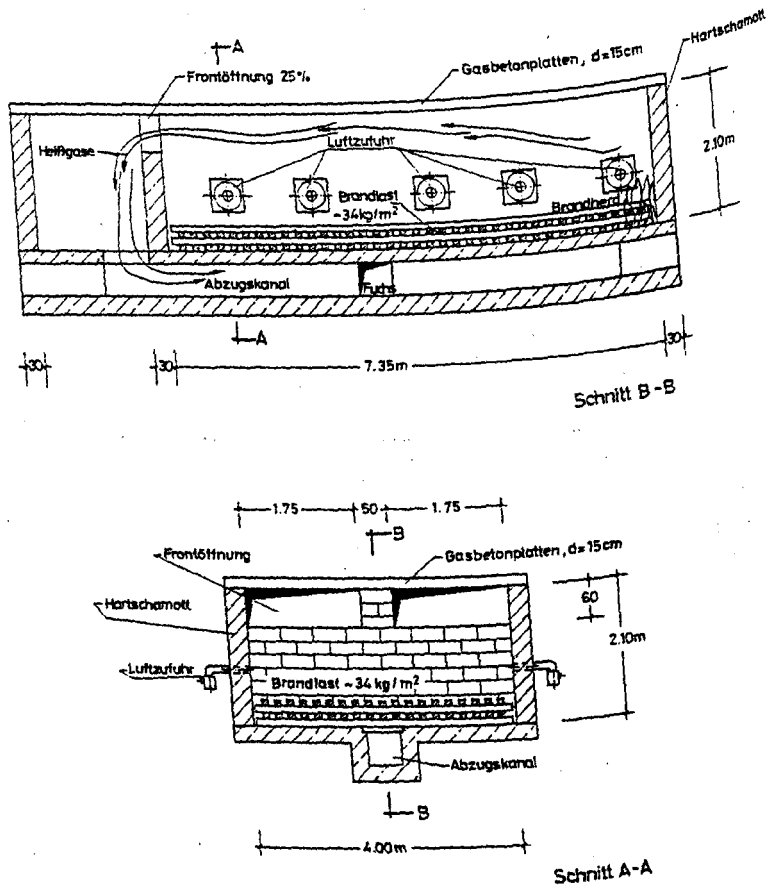 A
Hartschamott
Gasbetonplatten, d=15cm
Frontöffnung 25%
Heißgase
Luftzufuhr
2.10m
Brandlast
~34kg/m²
Brandherd
Abzugskanal
Fuchs
A
30
30
7.35m
30
Schnitt B-B
1.75
50
1.75
B
Frontöffnung
Gasbetonplatten, d=15cm
60
Hartschamott
2.10m
Luftzufuhr
Brandlast ~34 kg/m²
Abzugskanal
B
4.00m
Schnitt A-A